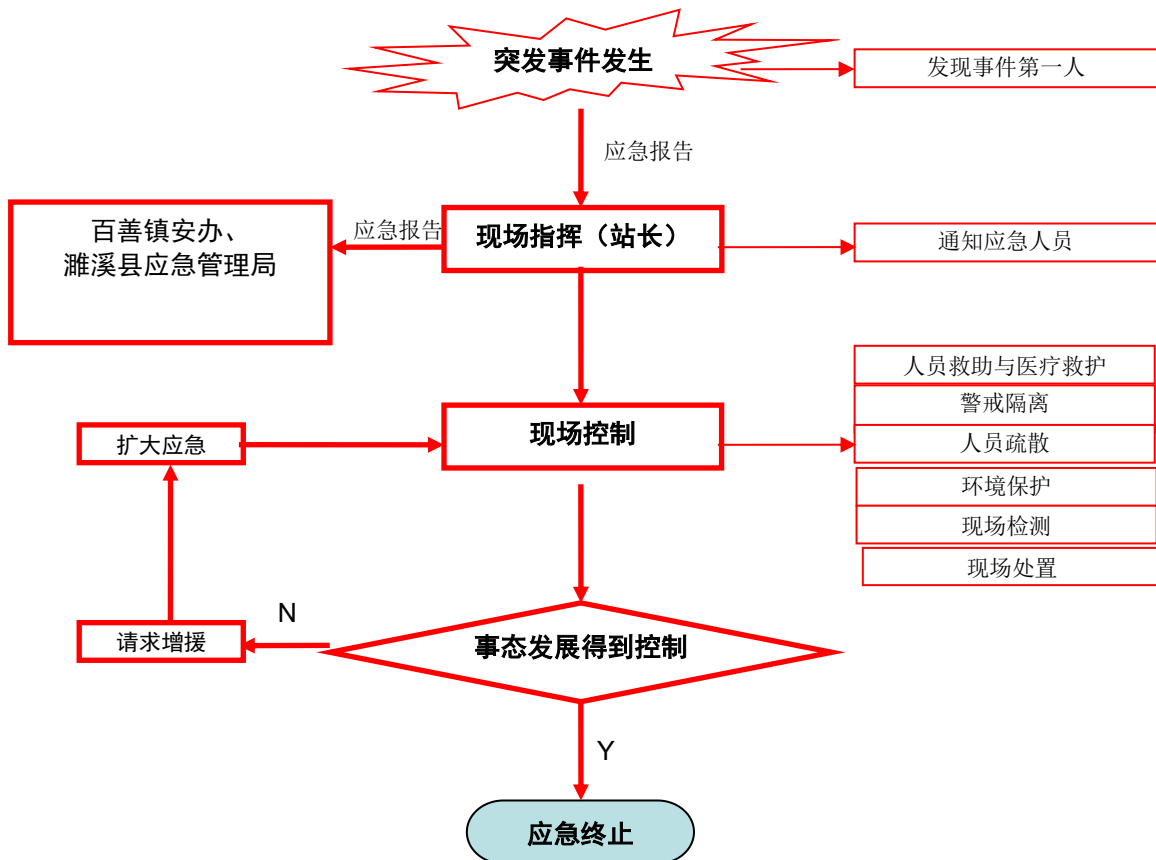 突发事件发生
发现事件第一人
应急报告
百善镇安办、
濉溪县应急管理局
应急报告
现场指挥（站长）
通知应急人员
人员救助与医疗救护
警戒隔离
扩大应急
现场控制
人员疏散
环境保护
现场检测
现场处置
N
请求增援
事态发展得到控制
Y
应急终止